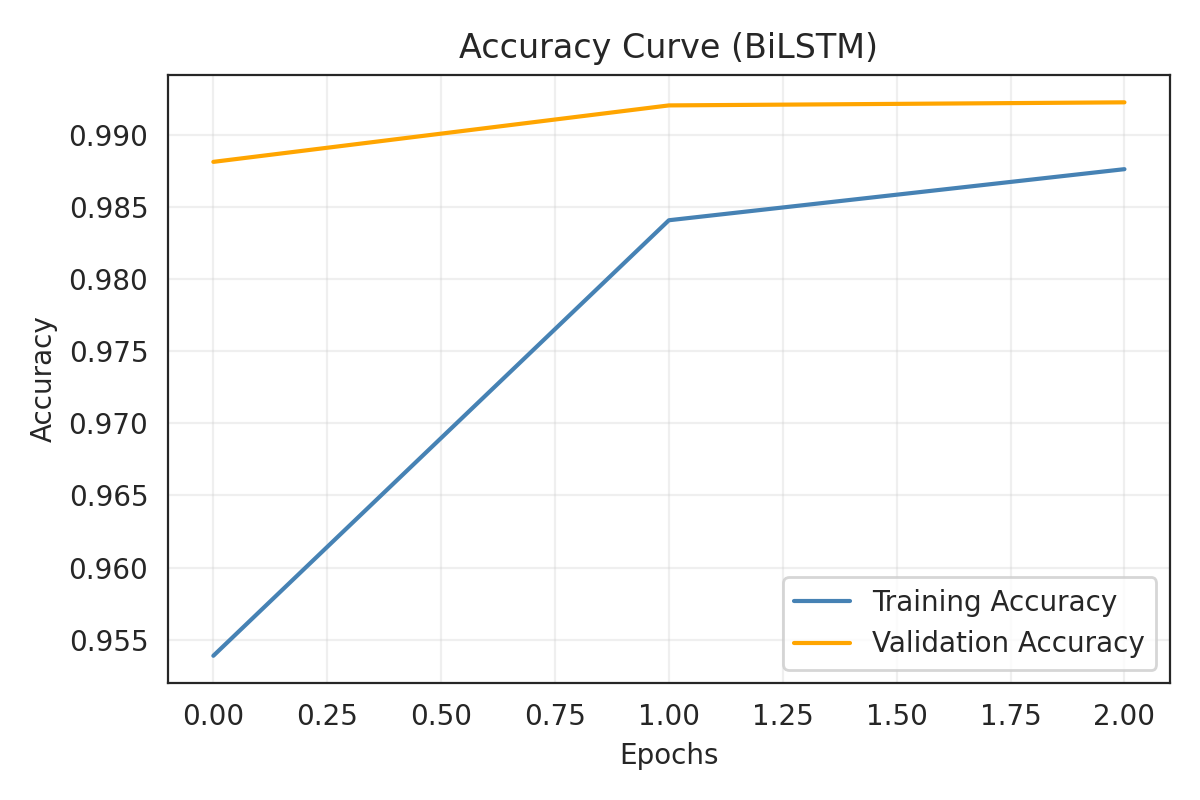 Accuracy Curve (BiLSTM)
Accuracy
0.990
0.985
0.980
0.975
0.970
0.965
0.960
0.955
Training Accuracy
Validation Accuracy
0.00 0.25 0.50 0.75 1.00 1.25 1.50 1.75 2.00
Epochs